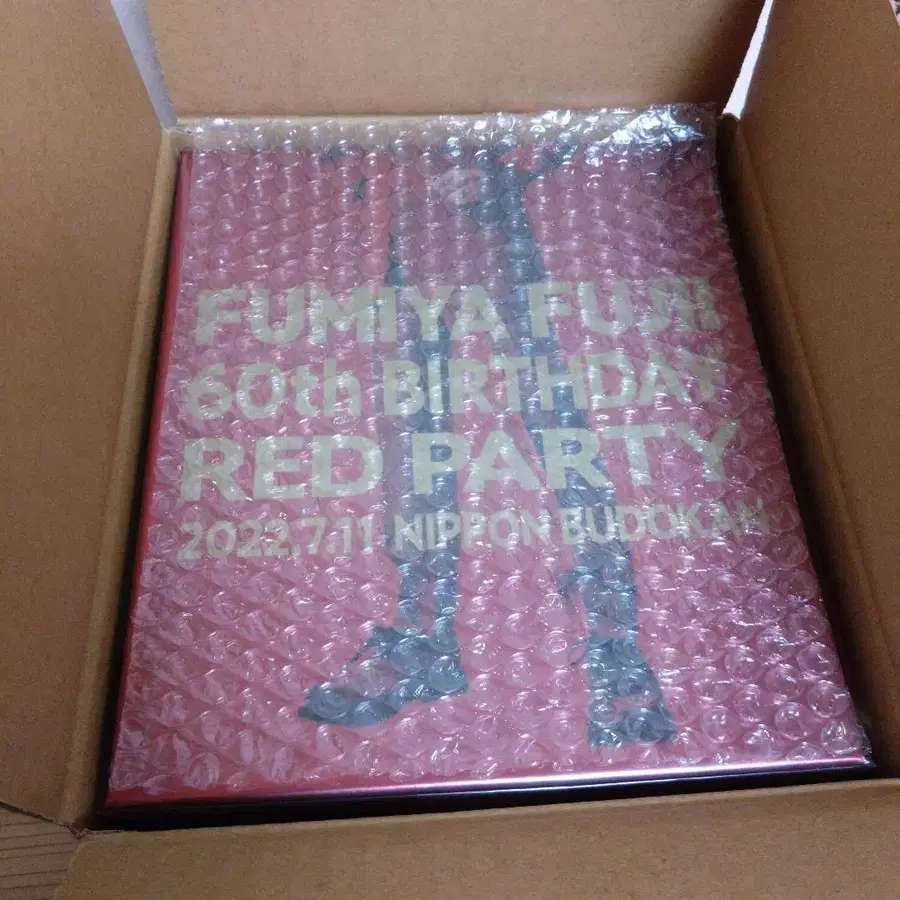 FUMIYA FUJII
60th BIRTHDAY
RED PARTY
2022.7.11 NIPPON BUDOKAN